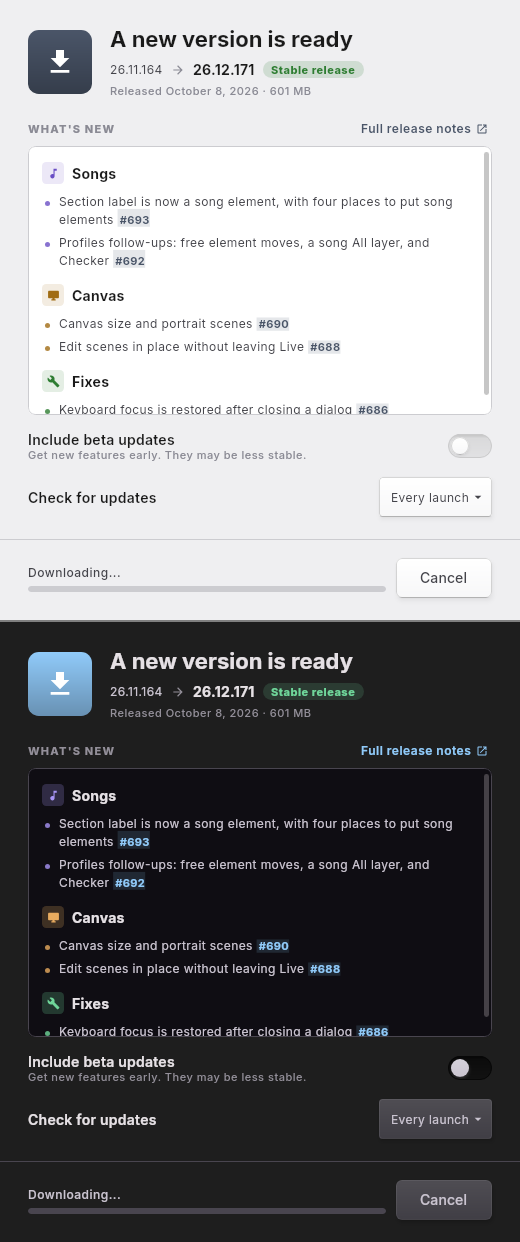 A new version is ready
26.11.164 → 26.12.171 Stable release
Released October 8, 2026 · 601 MB
WHAT'S NEW Full release notes
Songs
Section label is now a song element, with four places to put song
elements #693
Profiles follow-ups: free element moves, a song All layer, and
Checker #692
Canvas
Canvas size and portrait scenes #690
Edit scenes in place without leaving Live #688
Fixes
Keyboard focus is restored after closing a dialog #686
Include beta updates
Get new features early. They may be less stable.
Check for updates Every launch
Downloading...
Cancel
A new version is ready
26.11.164 → 26.12.171 Stable release
Released October 8, 2026 · 601 MB
WHAT'S NEW Full release notes
Songs
Section label is now a song element, with four places to put song
elements #693
Profiles follow-ups: free element moves, a song All layer, and
Checker #692
Canvas
Canvas size and portrait scenes #690
Edit scenes in place without leaving Live #688
Fixes
Keyboard focus is restored after closing a dialog #686
Include beta updates
Get new features early. They may be less stable.
Check for updates Every launch
Downloading...
Cancel